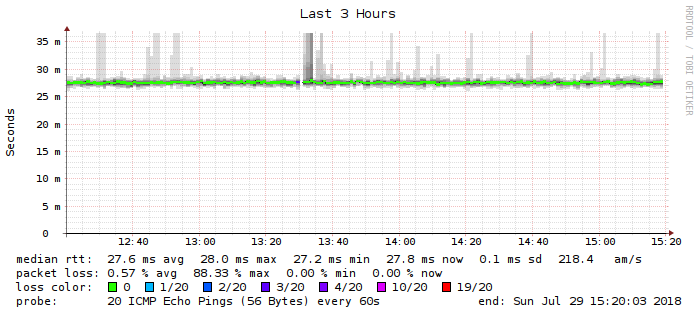 Last 3 Hours
RRDTOOL / TOBI OETIKER
Seconds
35 m
30 m
25 m
20 m
15 m
10 m
5 m
0
12:40 13:00 13:20 13:40 14:00 14:20 14:40 15:00 15:20
median rtt: 27.6 ms avg 28.0 ms max 27.2 ms min 27.8 ms now 0.1 ms sd 218.4 am/s
packet loss: 0.57 % avg 88.33 % max 0.00 % min 0.00 % now
loss color: 0 1/20 2/20 3/20 4/20 10/20 19/20
probe: 20 ICMP Echo Pings (56 Bytes) every 60s end: Sun Jul 29 15:20:03 2018